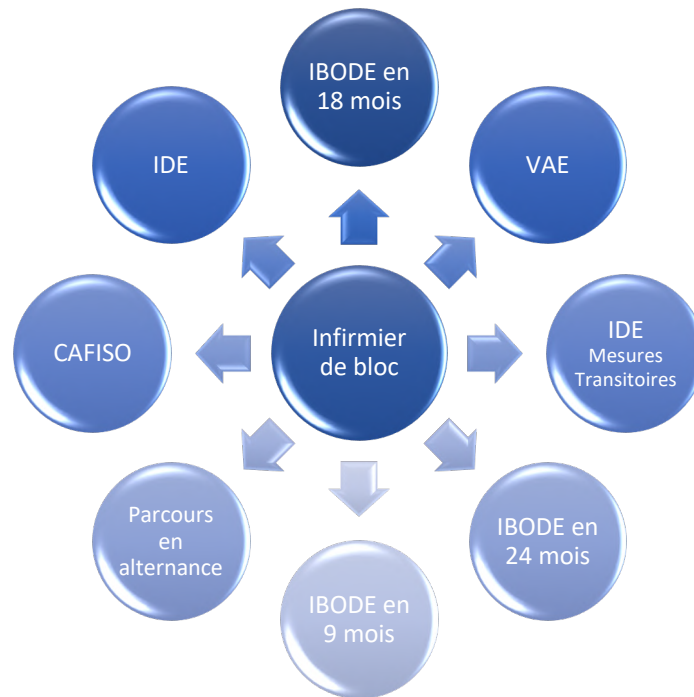 IBODE en
18 mois
IDE
VAE
CAFISO
Infirmier
de bloc
IDE
Mesures
Transitoires
Parcours
en
alternance
IBODE en
24 mois
IBODE en
9 mois